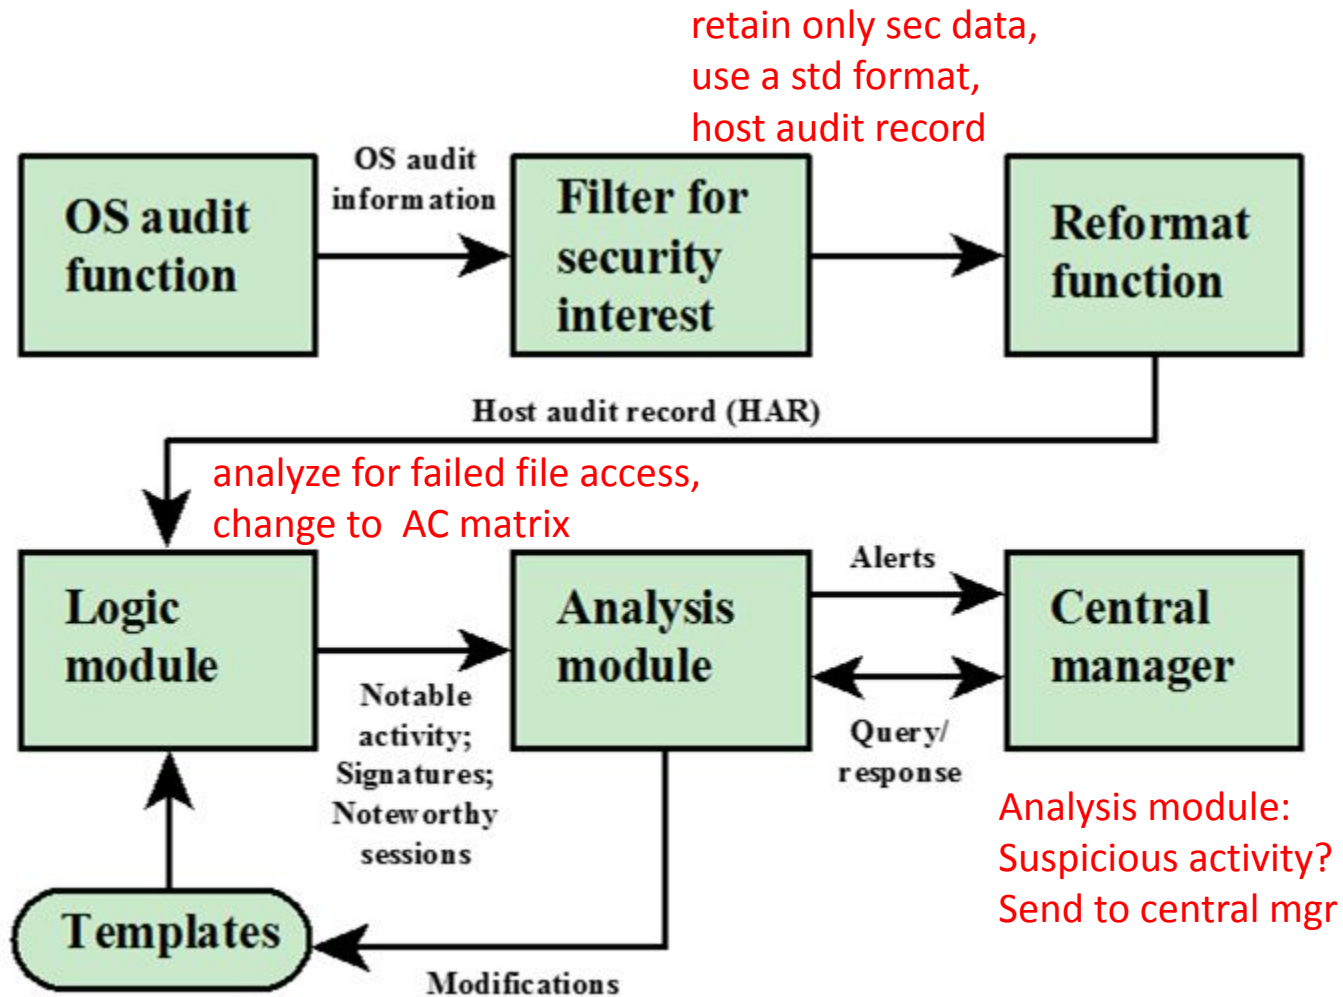 retain only sec data,
use a std format,
host audit record
OS audit
function
OS audit
information
Filter for
security
interest
Reformat
function
Host audit record (HAR)
analyze for failed file access,
change to  AC matrix
Logic
module
Notable
activity;
Signatures;
Noteworthy
sessions
Analysis
module
Alerts
Query/
response
Central
manager
Analysis module:
Suspicious activity?
Send to central mgr
Templates
Modifications